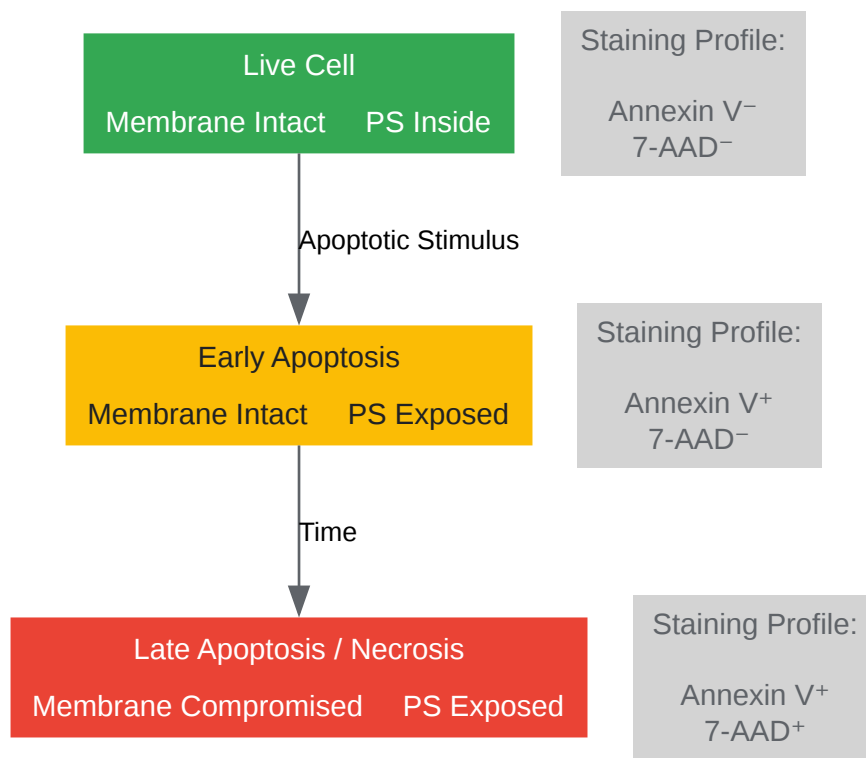 Live Cell
Membrane Intact PS Inside
Staining Profile:
Annexin V⁻
7-AAD⁻
Apoptotic Stimulus
Early Apoptosis
Membrane Intact PS Exposed
Staining Profile:
Annexin V⁺
7-AAD⁻
Time
Late Apoptosis / Necrosis
Membrane Compromised PS Exposed
Staining Profile:
Annexin V⁺
7-AAD⁺